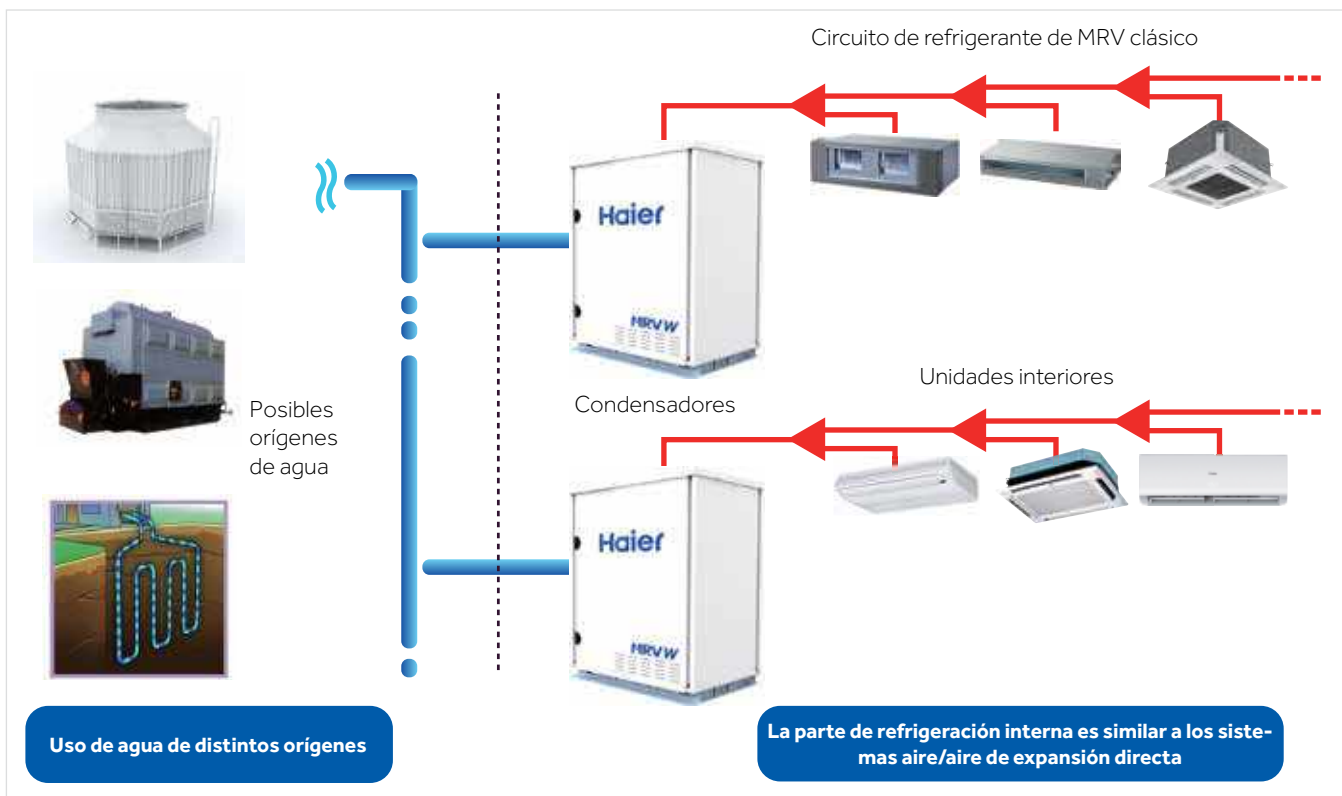 Circuito de refrigerante de MRV clásico
Haier
MRVW
Posibles
orígenes
de agua
Condensadores
Unidades interiores
Haier
MRVW
Uso de agua de distintos orígenes
La parte de refrigeración interna es similar a los siste-
mas aire/aire de expansión directa